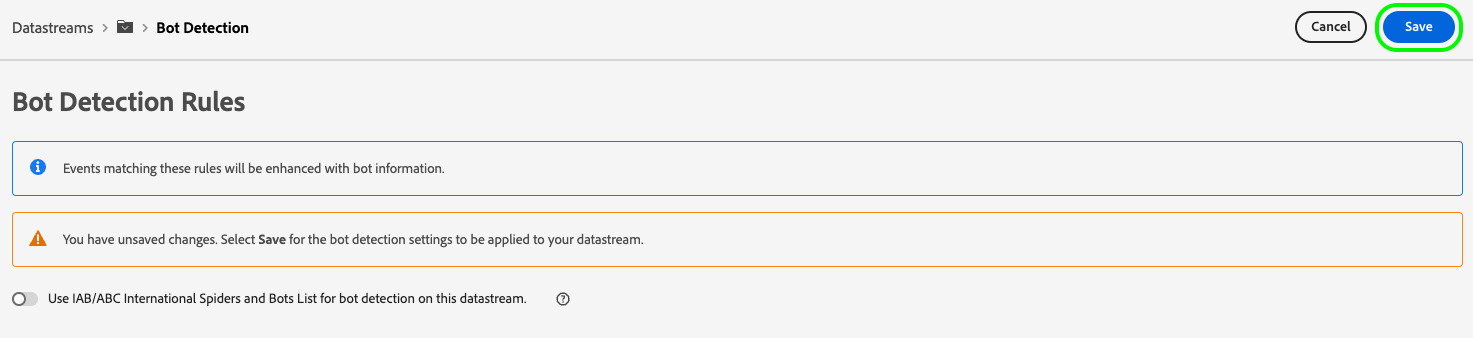 Datastreams > > Bot Detection
Cancel
Save
Bot Detection Rules
Events matching these rules will be enhanced with bot information.
You have unsaved changes. Select Save for the bot detection settings to be applied to your datastream.
Use IAB/ABC International Spiders and Bots List for bot detection on this datastream.